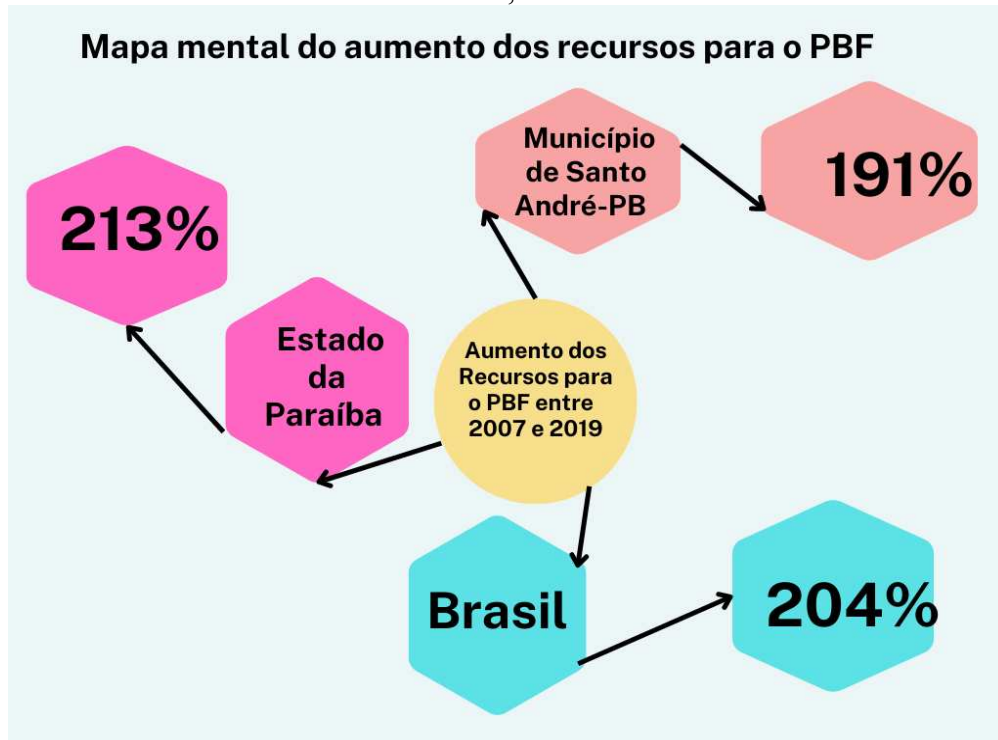 Mapa mental do aumento dos recursos para o PBF
Município
de Santo
André-PB
191%
213%
Estado
da
Paraíba
Aumento dos
Recursos para
o PBF entre
2007 e 2019
Brasil
204%